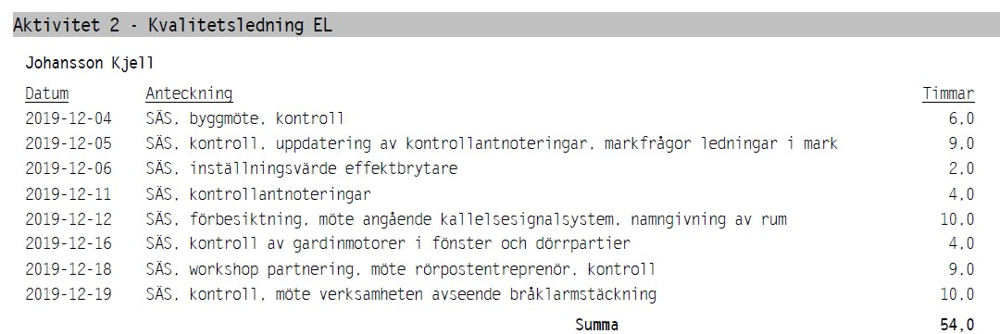 Aktivitet 2 - Kvalitetsledning EL
Johansson Kjell
Datum Anteckning Timmar
2019-12-04 SÄS, byggmöte, kontroll 6,0
2019-12-05 SÄS, kontroll, uppdatering av kontrollantnoteringar, markfrågor ledningar i mark 9,0
2019-12-06 SÄS, inställningsvärde effektbrytare 2,0
2019-12-11 SÄS, kontrollantnoteringar 4,0
2019-12-12 SÄS, förbesiktning, möte angående kallelsesignalsystem, namngivning av rum 10,0
2019-12-16 SÄS, kontroll av gardinmotorer i fönster och dörrpartier 4,0
2019-12-18 SÄS, workshop partnering, möte rörpostentreprenör, kontroll 9,0
2019-12-19 SÄS, kontroll, möte verksamheten avseende bråklarmstäckning 10,0
Summa 54,0